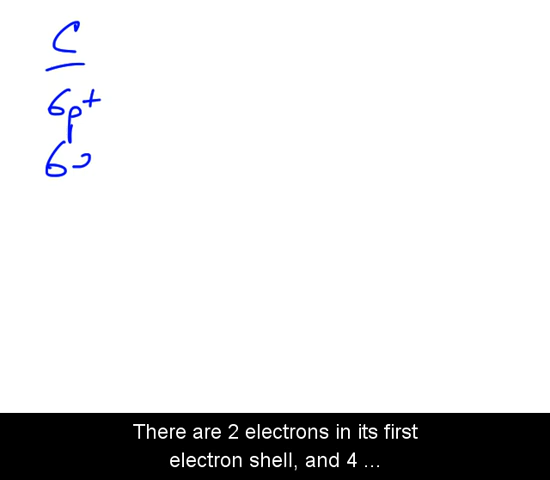 C
6p+
6
There are 2 electrons in its first
electron shell, and 4 ...